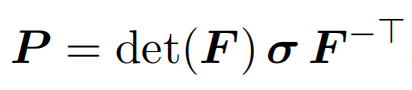 P = det(F) σ F^{-⊤}